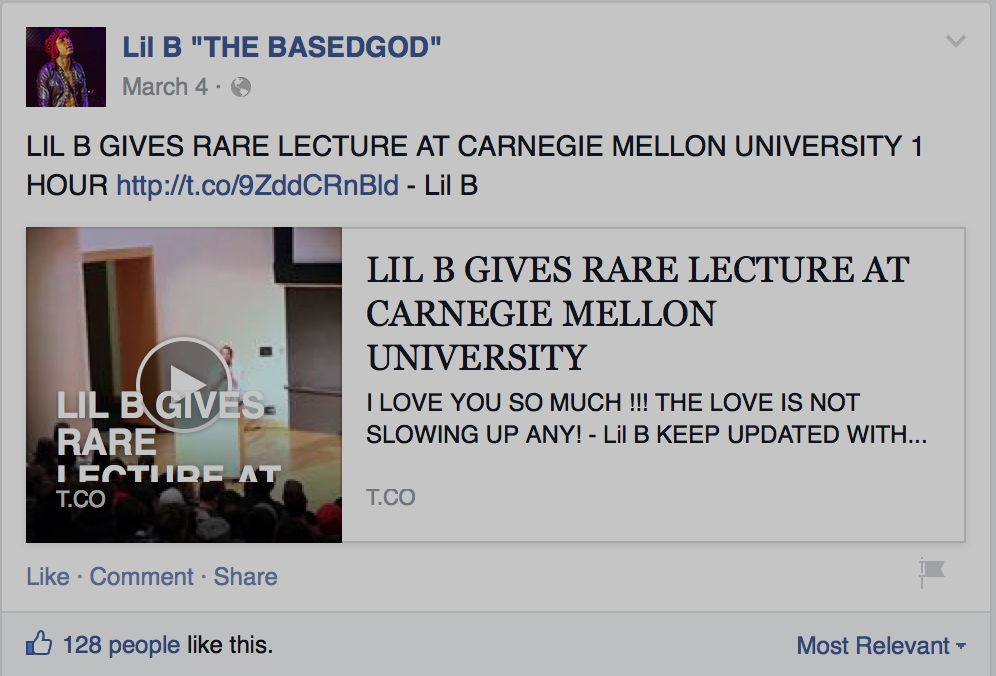 Lil B "THE BASEDGOD"
March 4 ·
LIL B GIVES RARE LECTURE AT CARNEGIE MELLON UNIVERSITY 1
HOUR http://t.co/9ZddCRnBld - Lil B
LIL B GIVES
RARE
LECTURE AT
T.CO
LIL B GIVES RARE LECTURE AT
CARNEGIE MELLON
UNIVERSITY
I LOVE YOU SO MUCH !!! THE LOVE IS NOT
SLOWING UP ANY! - Lil B KEEP UPDATED WITH...
T.CO
Like · Comment · Share
128 people like this.
Most Relevant